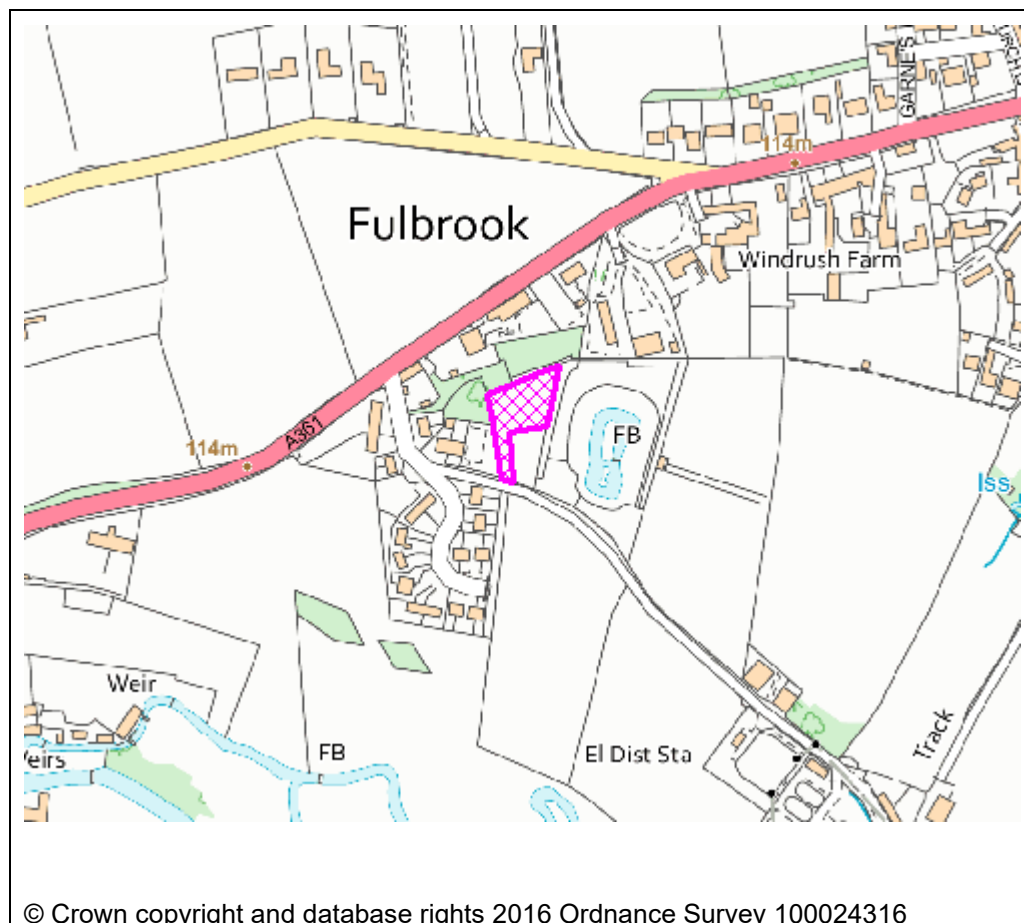 GARNE'S
114m
Fulbrook
Windrush Farm
A361
114m
FB
Iss
Weir
FB
El Dist Sta
Track
© Crown copyright and database rights 2016 Ordnance Survey 100024316